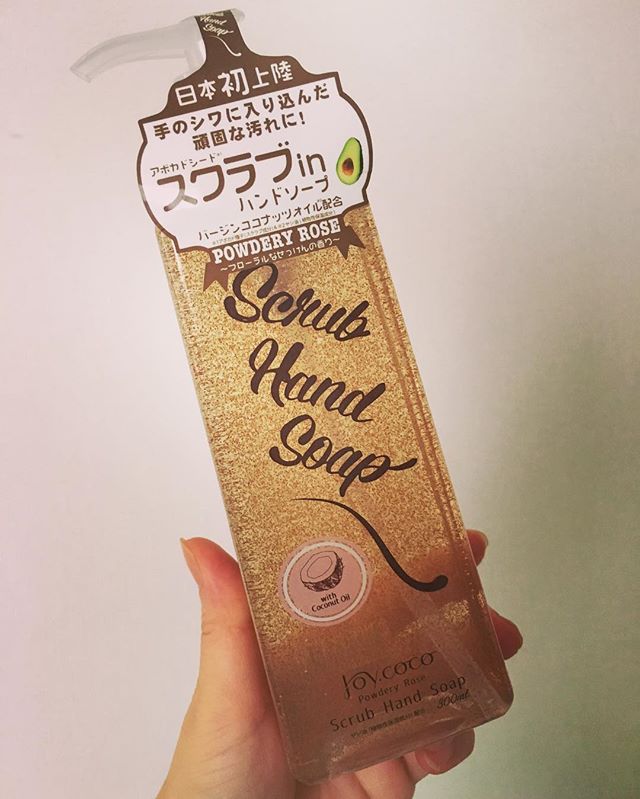 Hand
Soap
日本初上陸
手のシワに入り込んだ
頑固な汚れに!
アボカドシード*¹
スクラブin
ハンドソープ
バージンココナッツオイル配合
POWDERY ROSE
~フローラルなせっけんの香り~
Scrub
Hand
Soap
with
Coconut Oil
Joy.coco
Powdery Rose
Scrub Hand Soap
300ml